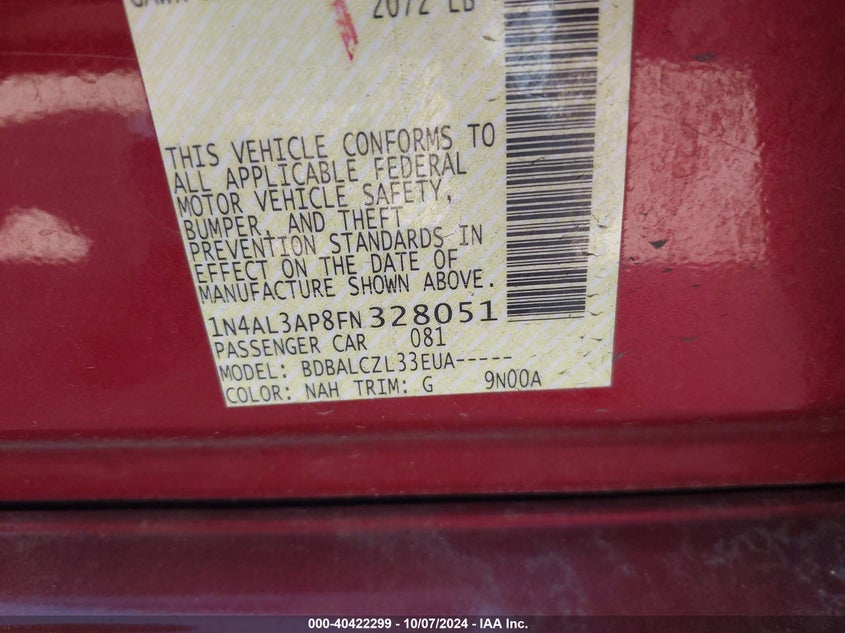 2072 LB
THIS VEHICLE CONFORMS TO
ALL APPLICABLE FEDERAL
MOTOR VEHICLE SAFETY,
BUMPER, AND THEFT
PREVENTION STANDARDS IN
EFFECT ON THE DATE OF
MANUFACTURE SHOWN ABOVE.
1N4AL3AP8FN328051
PASSENGER CAR 081
MODEL: BDBALCZL33EUA-----
COLOR: NAH TRIM: G 9N00A
000-40422299 - 10/07/2024 - IAA Inc.